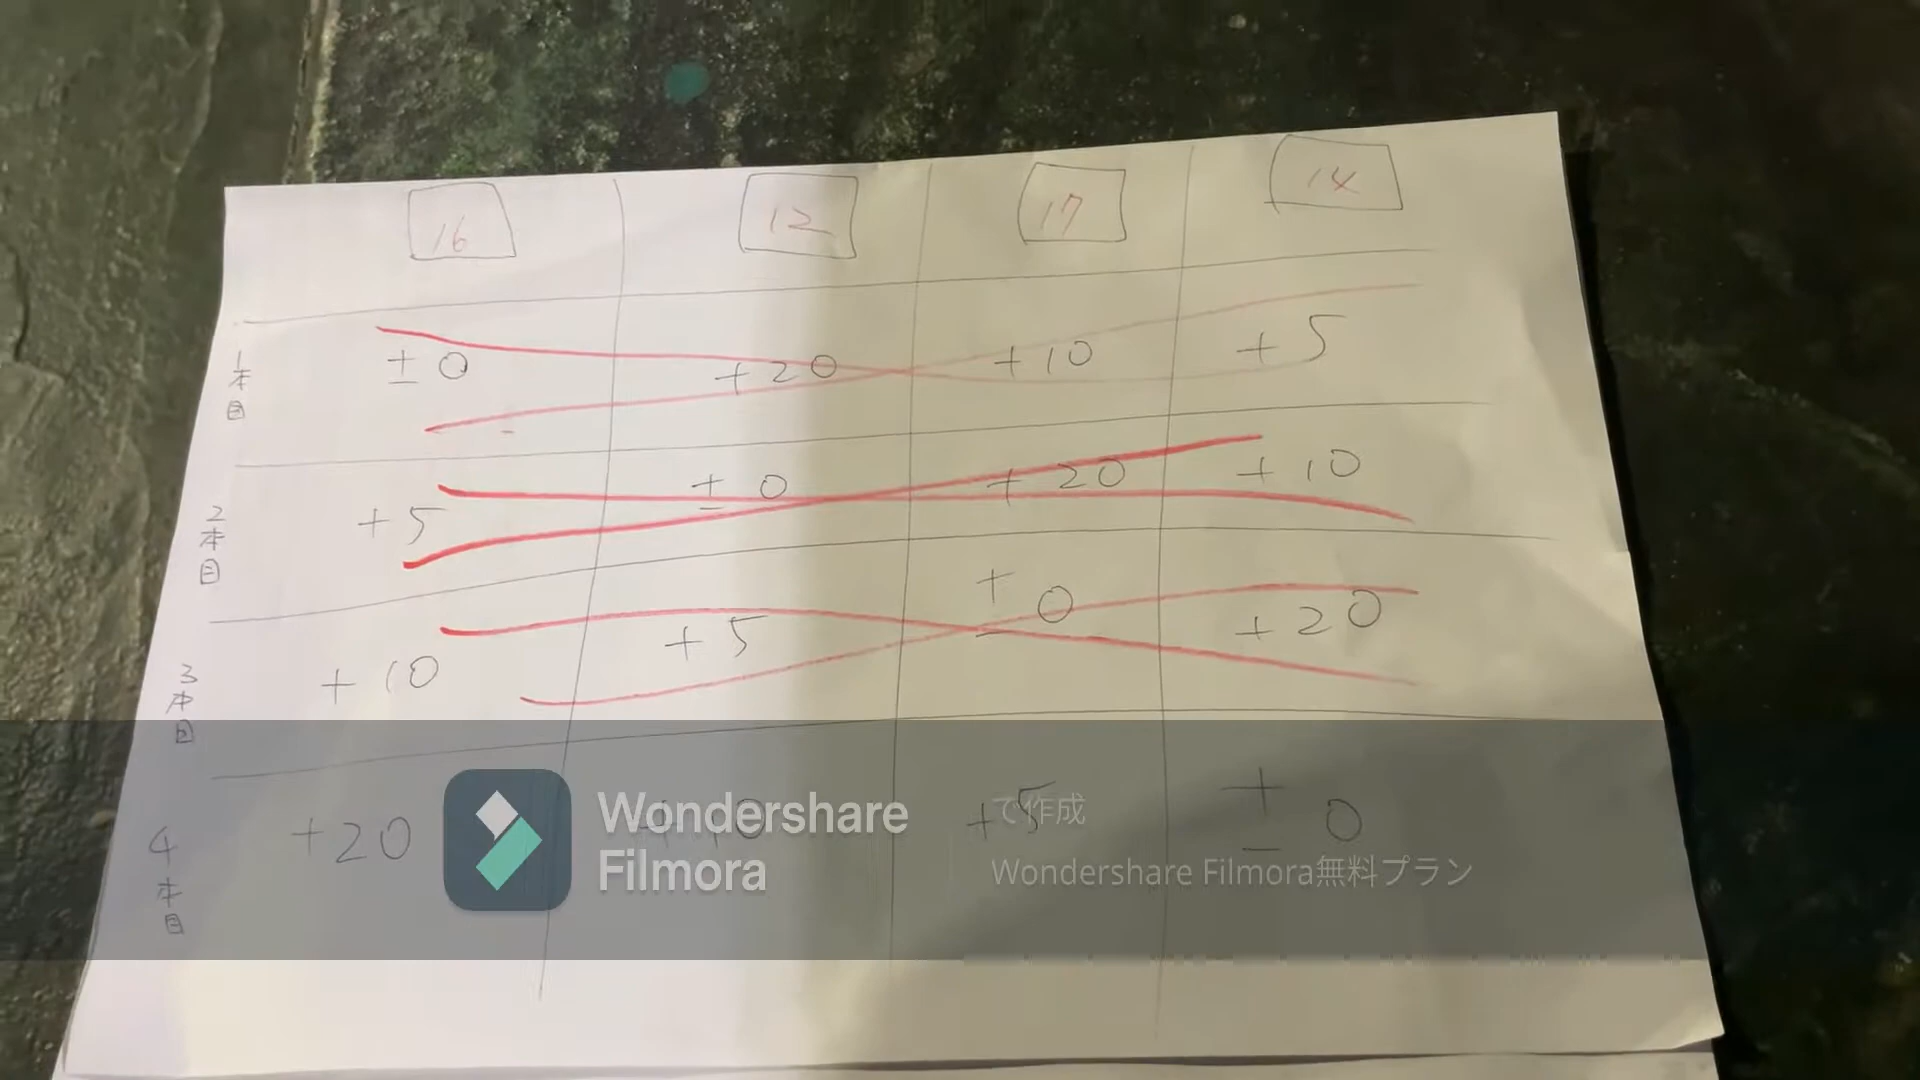 16 12 17 14
1本目 ±0 +20 +10 +5
2本目 +5 ±0 +20 +10
3本目 +10 +5 ±0 +20
4本目 +20 +10 +5 ±0
Wondershare
Filmora
で作成
Wondershare Filmora無料プラン